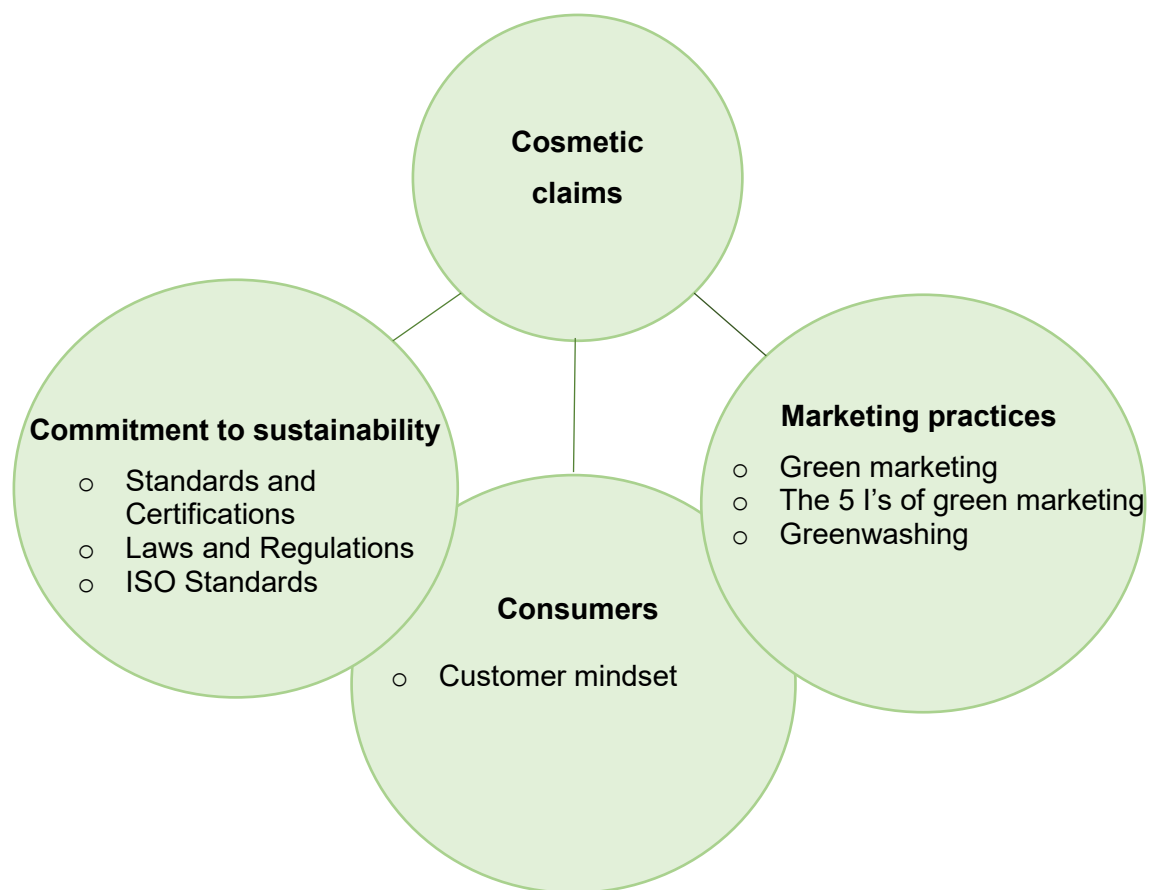 Cosmetic
claims
Commitment to sustainability
o Standards and
Certifications
o Laws and Regulations
o ISO Standards
Marketing practices
o Green marketing
o The 5 I’s of green marketing
o Greenwashing
Consumers
o Customer mindset